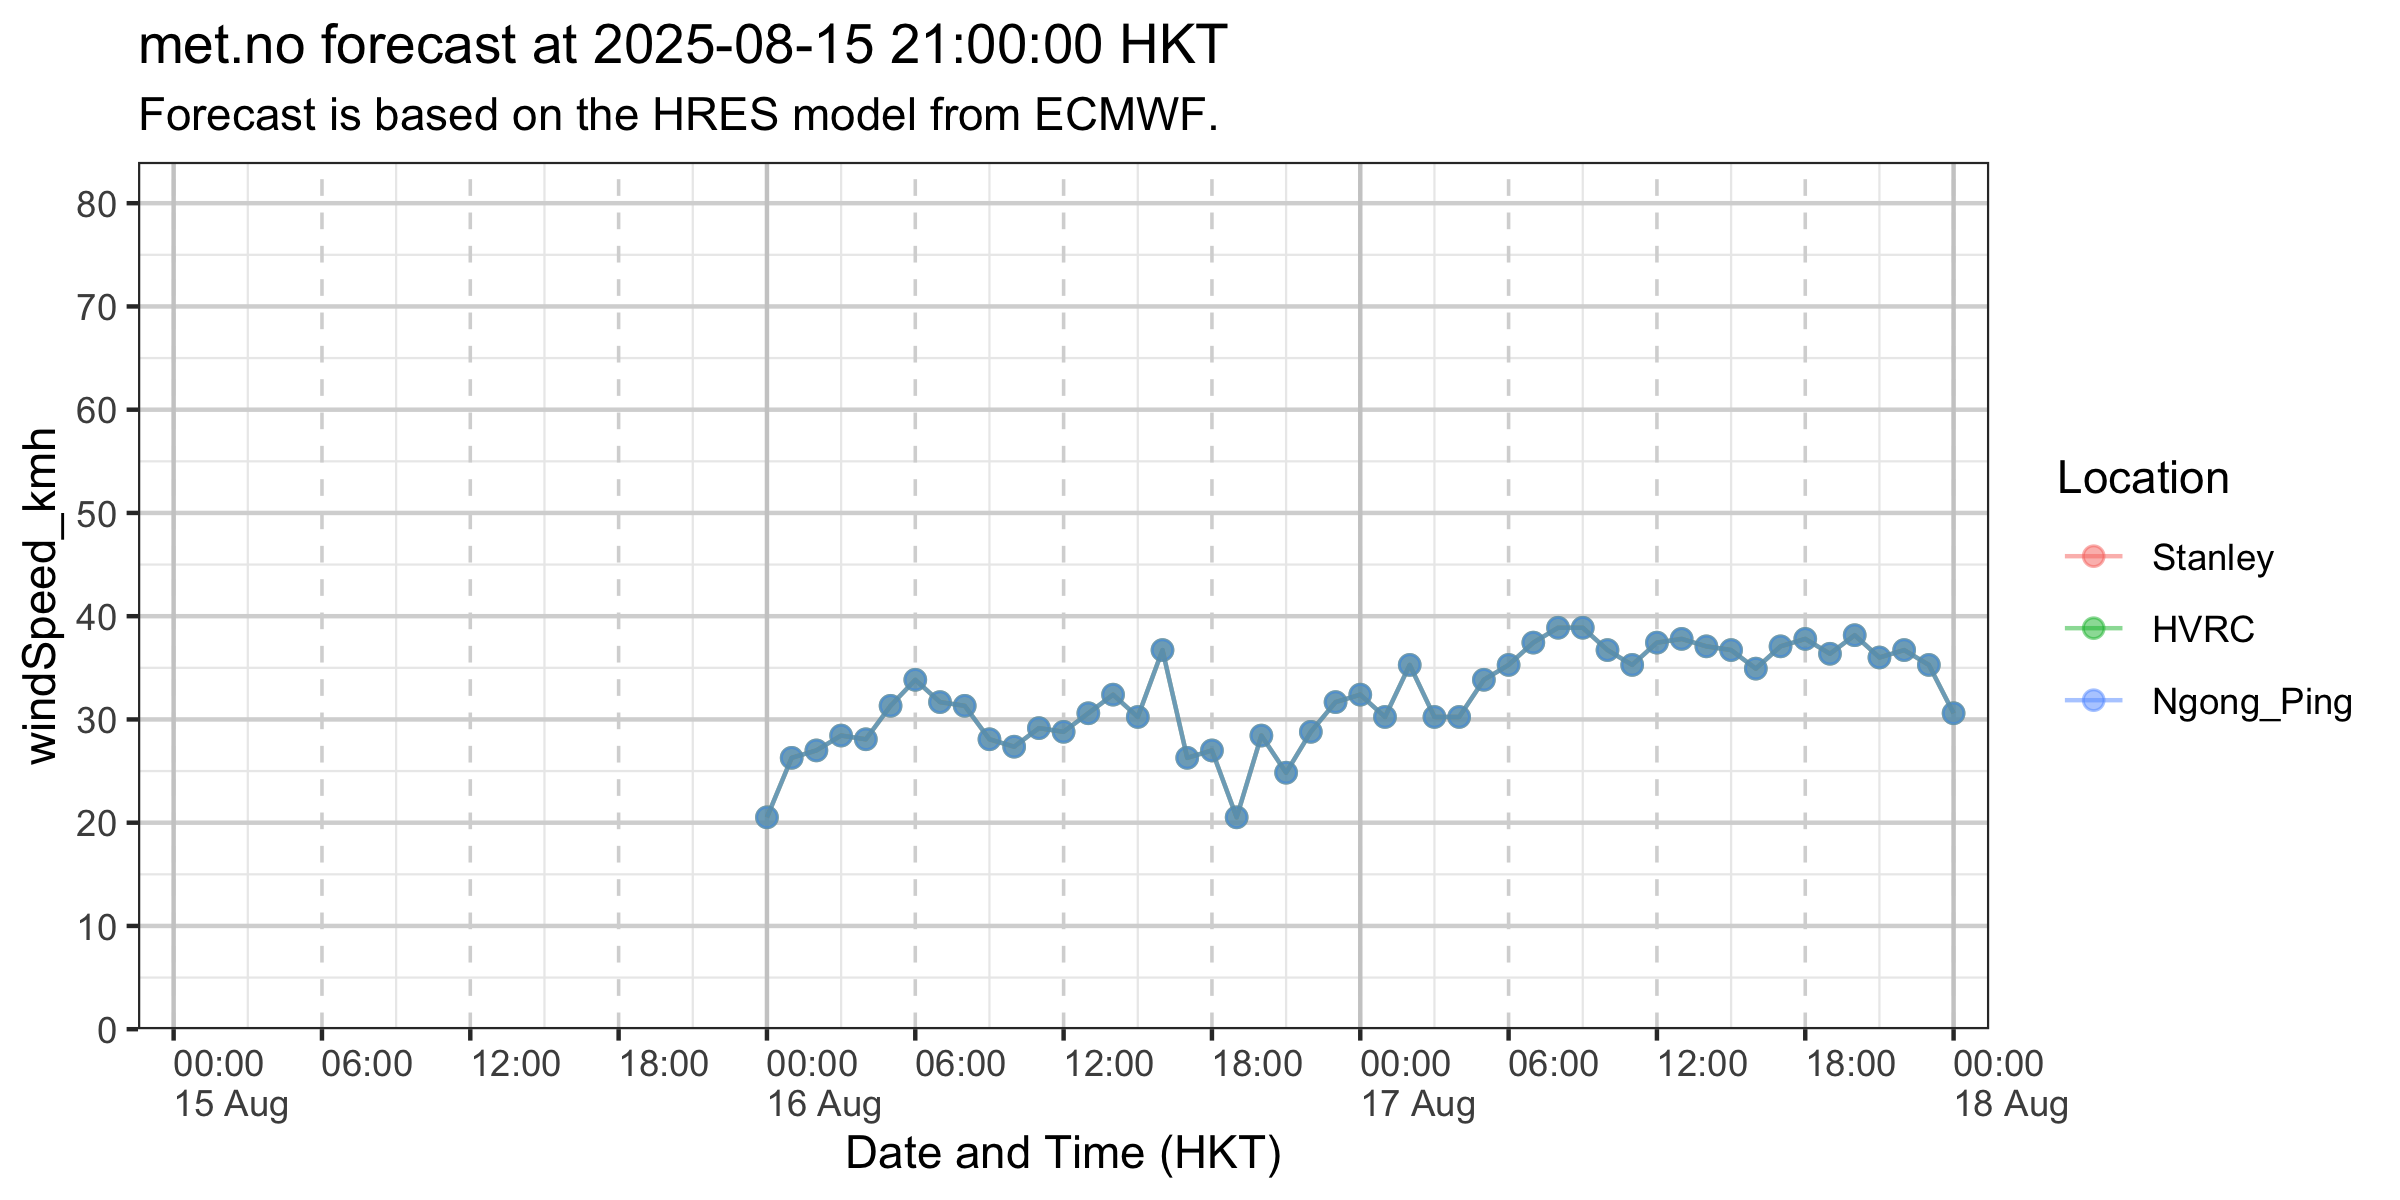 met.no forecast at 2025-08-15 21:00:00 HKT
Forecast is based on the HRES model from ECMWF.
windSpeed_kmh
80
70
60
50
40
30
20
10
0
00:00 06:00 12:00 18:00 00:00 06:00 12:00 18:00 00:00 06:00 12:00 18:00 00:00
15 Aug 16 Aug 17 Aug 18 Aug
Date and Time (HKT)
Location
Stanley
HVRC
Ngong_Ping